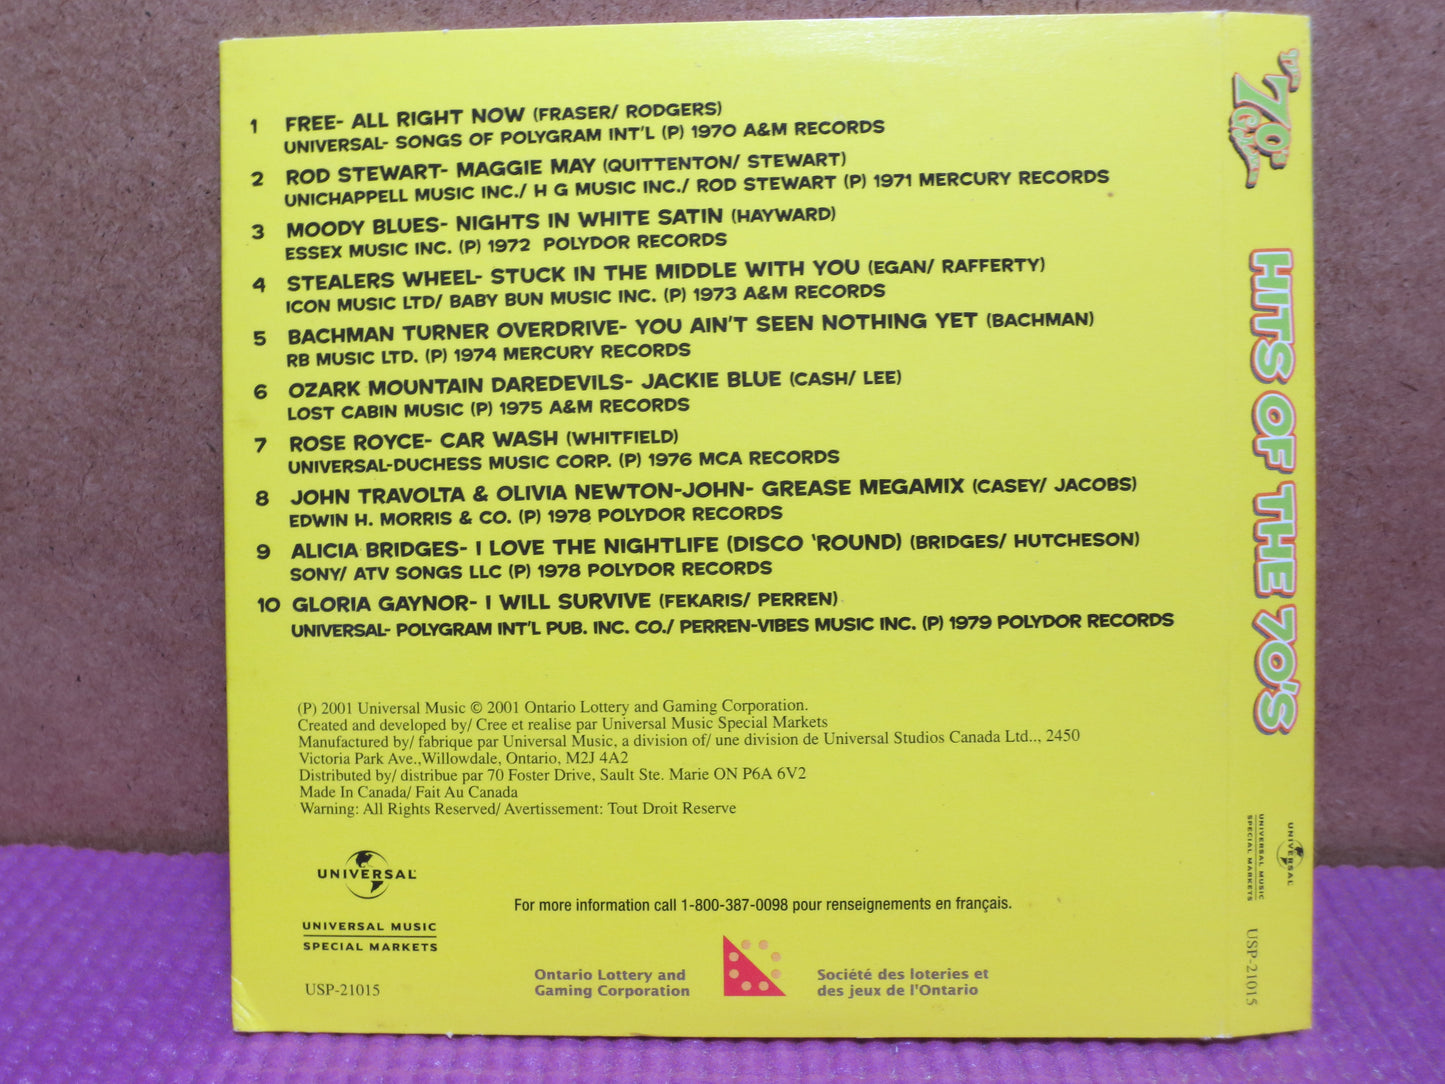 1 FREE- ALL RIGHT NOW (FRASER/ RODGERS)
UNIVERSAL- SONGS OF POLYGRAM INT'L (P) 1970 A&M RECORDS
2 ROD STEWART- MAGGIE MAY (QUITTENTON/ STEWART)
UNICHAPPELL MUSIC INC./ H G MUSIC INC./ ROD STEWART (P) 1971 MERCURY RECORDS
3 MOODY BLUES- NIGHTS IN WHITE SATIN (HAYWARD)
ESSEX MUSIC INC. (P) 1972 POLYDOR RECORDS
4 STEALERS WHEEL- STUCK IN THE MIDDLE WITH YOU (EGAN/ RAFFERTY)
ICON MUSIC LTD/ BABY BUN MUSIC INC. (P) 1973 A&M RECORDS
5 BACHMAN TURNER OVERDRIVE- YOU AIN'T SEEN NOTHING YET (BACHMAN)
RB MUSIC LTD. (P) 1974 MERCURY RECORDS
6 OZARK MOUNTAIN DAREDEVILS- JACKIE BLUE (CASH/ LEE)
LOST CABIN MUSIC (P) 1975 A&M RECORDS
7 ROSE ROYCE- CAR WASH (WHITFIELD)
UNIVERSAL-DUCHESS MUSIC CORP. (P) 1976 MCA RECORDS
8 JOHN TRAVOLTA & OLIVIA NEWTON-JOHN- GREASE MEGAMIX (CASEY/ JACOBS)
EDWIN H. MORRIS & CO. (P) 1978 POLYDOR RECORDS
9 ALICIA BRIDGES- I LOVE THE NIGHTLIFE (DISCO 'ROUND) (BRIDGES/ HUTCHESON)
SONY/ ATV SONGS LLC (P) 1978 POLYDOR RECORDS
10 GLORIA GAYNOR- I WILL SURVIVE (FEKARIS/ PERREN)
UNIVERSAL- POLYGRAM INT'L PUB. INC. CO./ PERREN-VIBES MUSIC INC. (P) 1979 POLYDOR RECORDS
(P) 2001 Universal Music © 2001 Ontario Lottery and Gaming Corporation.
Created and developed by/ Cree et realise par Universal Music Special Markets
Manufactured by/ fabrique par Universal Music, a division of/ une division de Universal Studios Canada Ltd.., 2450
Victoria Park Ave.,Willowdale, Ontario, M2J 4A2
Distributed by/ distribue par 70 Foster Drive, Sault Ste. Marie ON P6A 6V2
Made In Canada/ Fait Au Canada
Warning: All Rights Reserved/ Avertissement: Tout Droit Reserve
UNIVERSAL
UNIVERSAL MUSIC
SPECIAL MARKETS
USP-21015
For more information call 1-800-387-0098 pour renseignements en français.
Ontario Lottery and
Gaming Corporation
Société des loteries et
des jeux de l'Ontario
THE 70's
HITS OF THE 70'S
UNIVERSAL
UNIVERSAL MUSIC
SPECIAL MARKETS
USP-21015